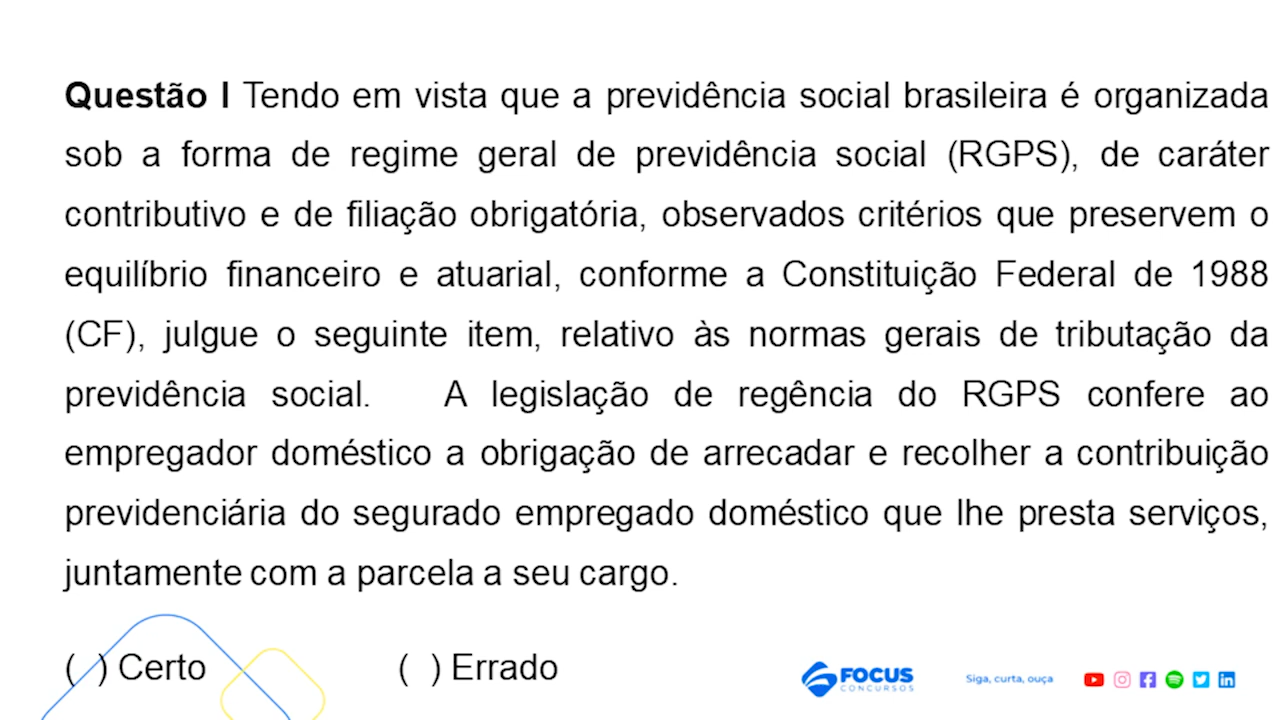 Questão I Tendo em vista que a previdência social brasileira é organizada
sob a forma de regime geral de previdência social (RGPS), de caráter
contributivo e de filiação obrigatória, observados critérios que preservem o
equilíbrio financeiro e atuarial, conforme a Constituição Federal de 1988
(CF), julgue o seguinte item, relativo às normas gerais de tributação da
previdência social. A legislação de regência do RGPS confere ao
empregador doméstico a obrigação de arrecadar e recolher a contribuição
previdenciária do segurado empregado doméstico que lhe presta serviços,
juntamente com a parcela a seu cargo.
( ) Certo ( ) Errado
FOCUS
CONCURSOS
Siga, curta, ouça